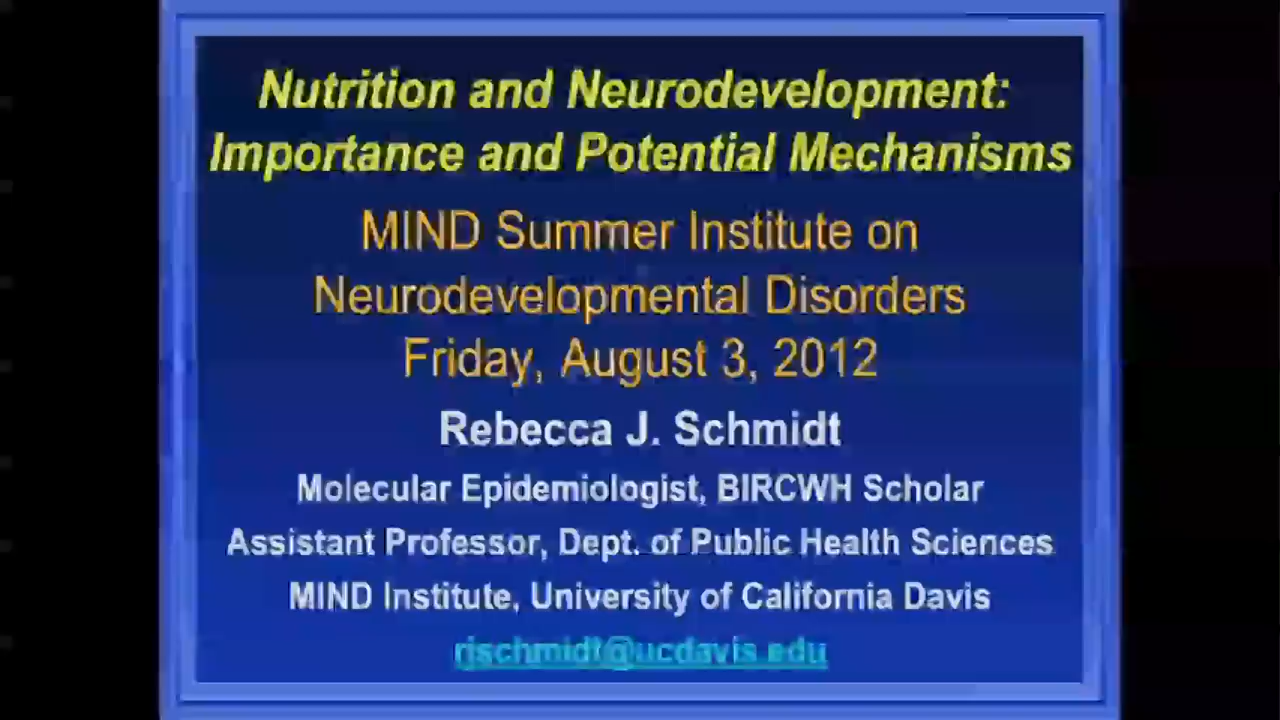 Nutrition and Neurodevelopment:
Importance and Potential Mechanisms
MIND Summer Institute on
Neurodevelopmental Disorders
Friday, August 3, 2012
Rebecca J. Schmidt
Molecular Epidemiologist, BIRCWH Scholar
Assistant Professor, Dept. of Public Health Sciences
MIND Institute, University of California Davis
rjschmidt@ucdavis.edu